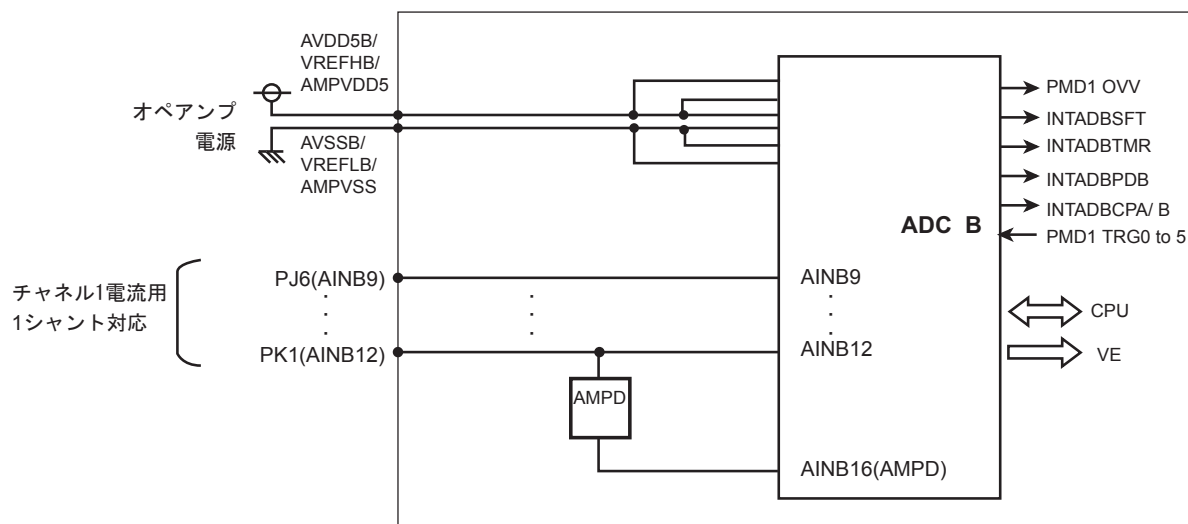 AVDD5B/
VREFHB/
AMPVDD5
オペアンプ
電源
AVSSB/
VREFLB/
AMPVSS
PMD1 OVV
INTADBSFT
INTADBTMR
INTADBPDB
INTADBCPA/ B
PMD1 TRG0 to 5
ADC B
チャネル1電流用
1シャント対応
PJ6(AINB9)
PK1(AINB12)
AINB9
AINB12
AMPD
AINB16(AMPD)
CPU
VE